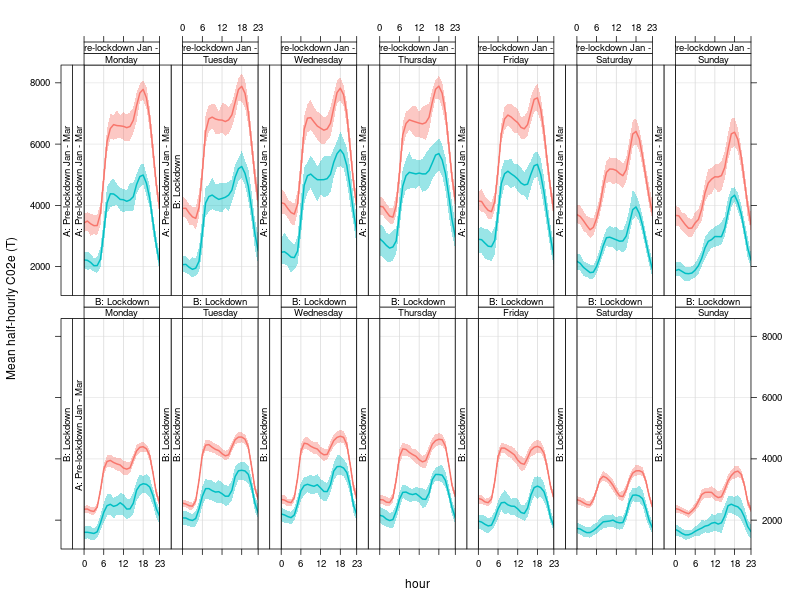 0 6 12 18 23 0 6 12 18 23 0 6 12 18 23
re-lockdown Jan - re-lockdown Jan - re-lockdown Jan - re-lockdown Jan - re-lockdown Jan - re-lockdown Jan - re-lockdown Jan -
Monday Tuesday Wednesday Thursday Friday Saturday Sunday
8000
6000
4000
2000
A: Pre-lockdown Jan - Mar
A: Pre-lockdown Jan - Mar
A: Pre-lockdown Jan - Mar
B: Lockdown
A: Pre-lockdown Jan - Mar
A: Pre-lockdown Jan - Mar
A: Pre-lockdown Jan - Mar
A: Pre-lockdown Jan - Mar
A: Pre-lockdown Jan - Mar
Mean half-hourly C02e (T)
B: Lockdown B: Lockdown B: Lockdown B: Lockdown B: Lockdown B: Lockdown B: Lockdown
Monday Tuesday Wednesday Thursday Friday Saturday Sunday
B: Lockdown
A: Pre-lockdown Jan - Mar
B: Lockdown
B: Lockdown
B: Lockdown
B: Lockdown
B: Lockdown
B: Lockdown
B: Lockdown
8000
6000
4000
2000
0 6 12 18 23 0 6 12 18 23 0 6 12 18 23 0 6 12 18 23
hour